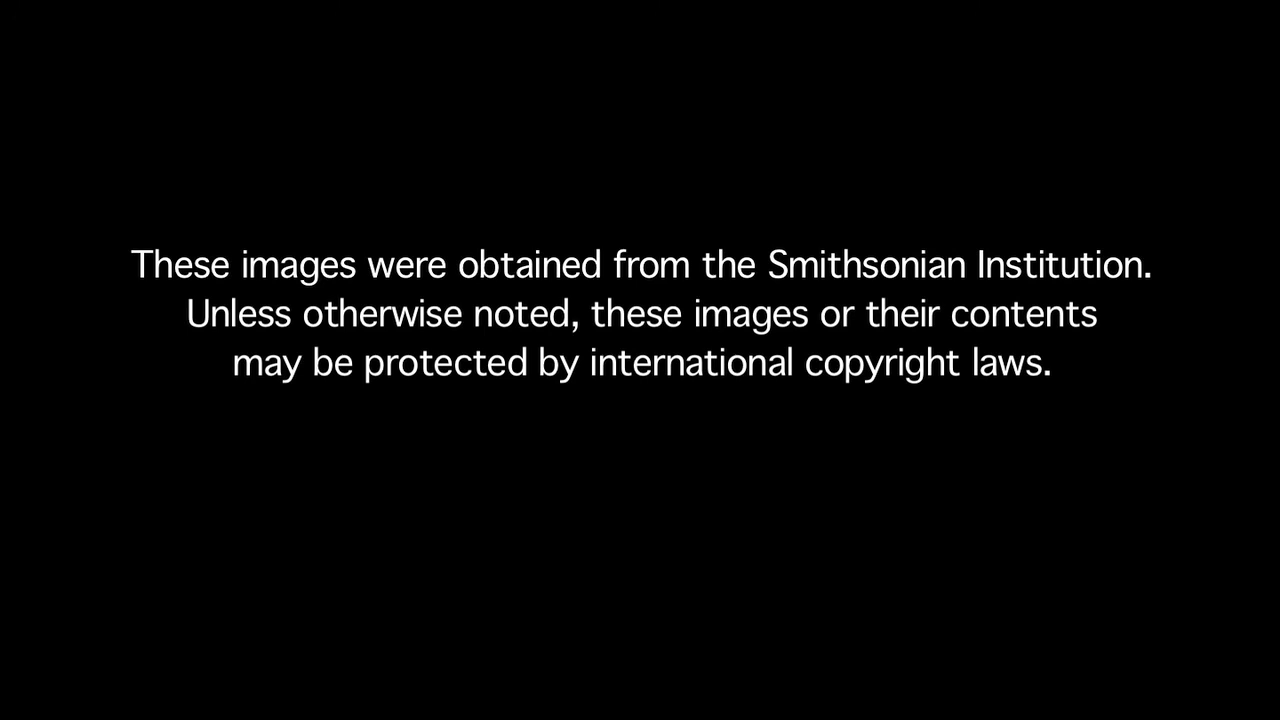 These images were obtained from the Smithsonian Institution.
Unless otherwise noted, these images or their contents
may be protected by international copyright laws.